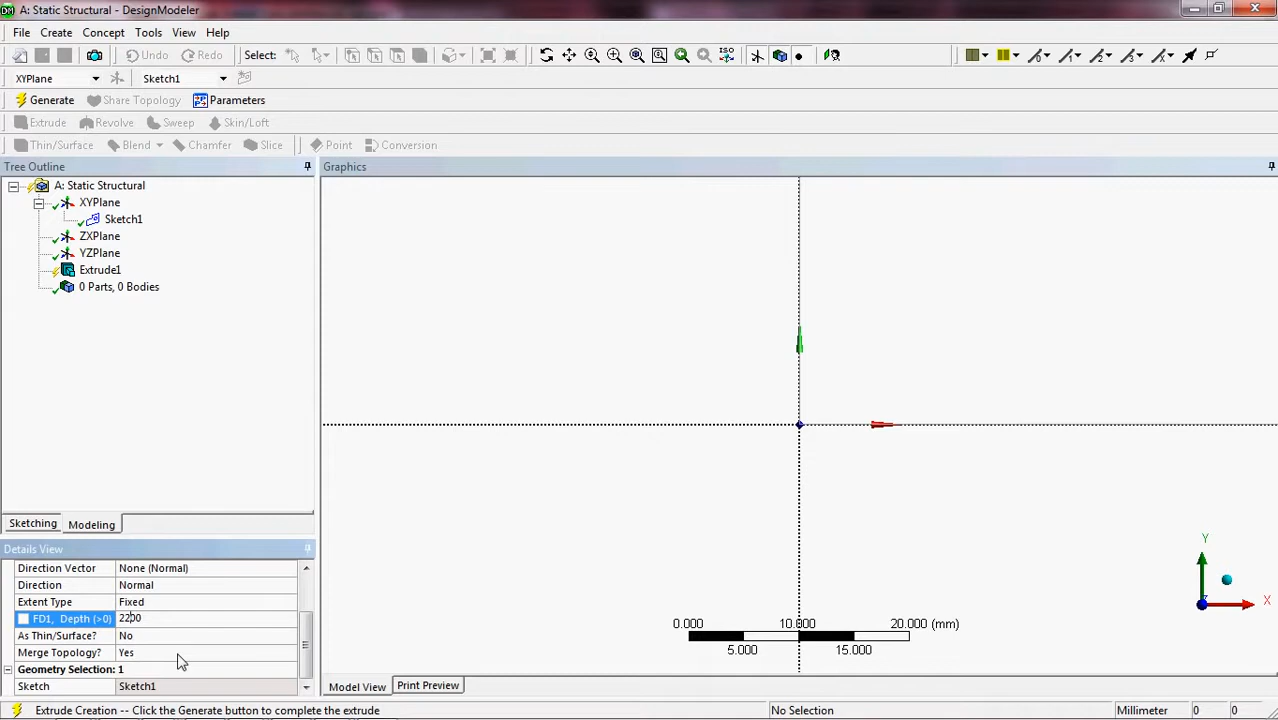 A: Static Structural - DesignModeler
File Create Concept Tools View Help
Undo Redo Select: ISO
XYPlane Sketch1
Generate Share Topology Parameters
Extrude Revolve Sweep Skin/Loft
Thin/Surface Blend Chamfer Slice Point Conversion
Tree Outline
A: Static Structural
XYPlane
Sketch1
ZXPlane
YZPlane
Extrude1
0 Parts, 0 Bodies
Sketching Modeling
Details View
Direction Vector None (Normal)
Direction Normal
Extent Type Fixed
FD1, Depth (>0) 2200
As Thin/Surface? No
Merge Topology? Yes
Geometry Selection: 1
Sketch Sketch1
Graphics
Y
X
0.000 10.000 20.000 (mm)
5.000 15.000
Model View Print Preview
Extrude Creation -- Click the Generate button to complete the extrude No Selection Millimeter 0 0